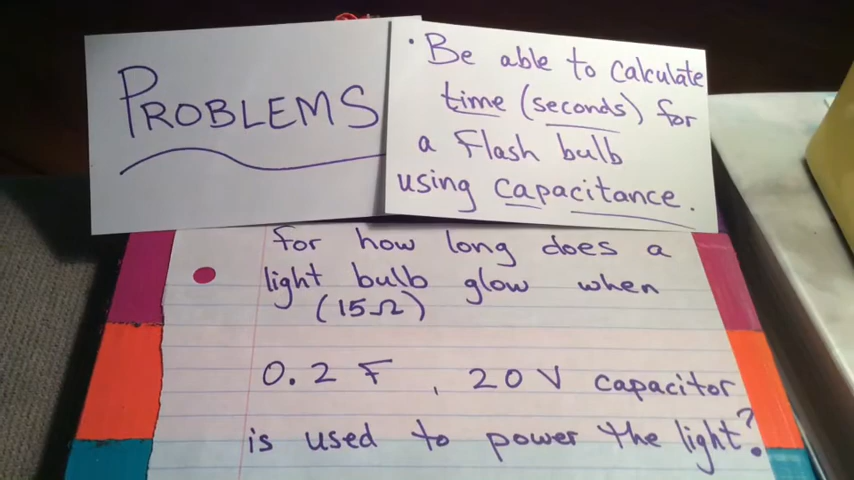 PROBLEMS
• Be able to calculate
time (seconds) for
a Flash bulb
using capacitance.
for how long does a
light bulb glow when
(15Ω)
0.2 F, 20 V capacitor
is used to power the light?